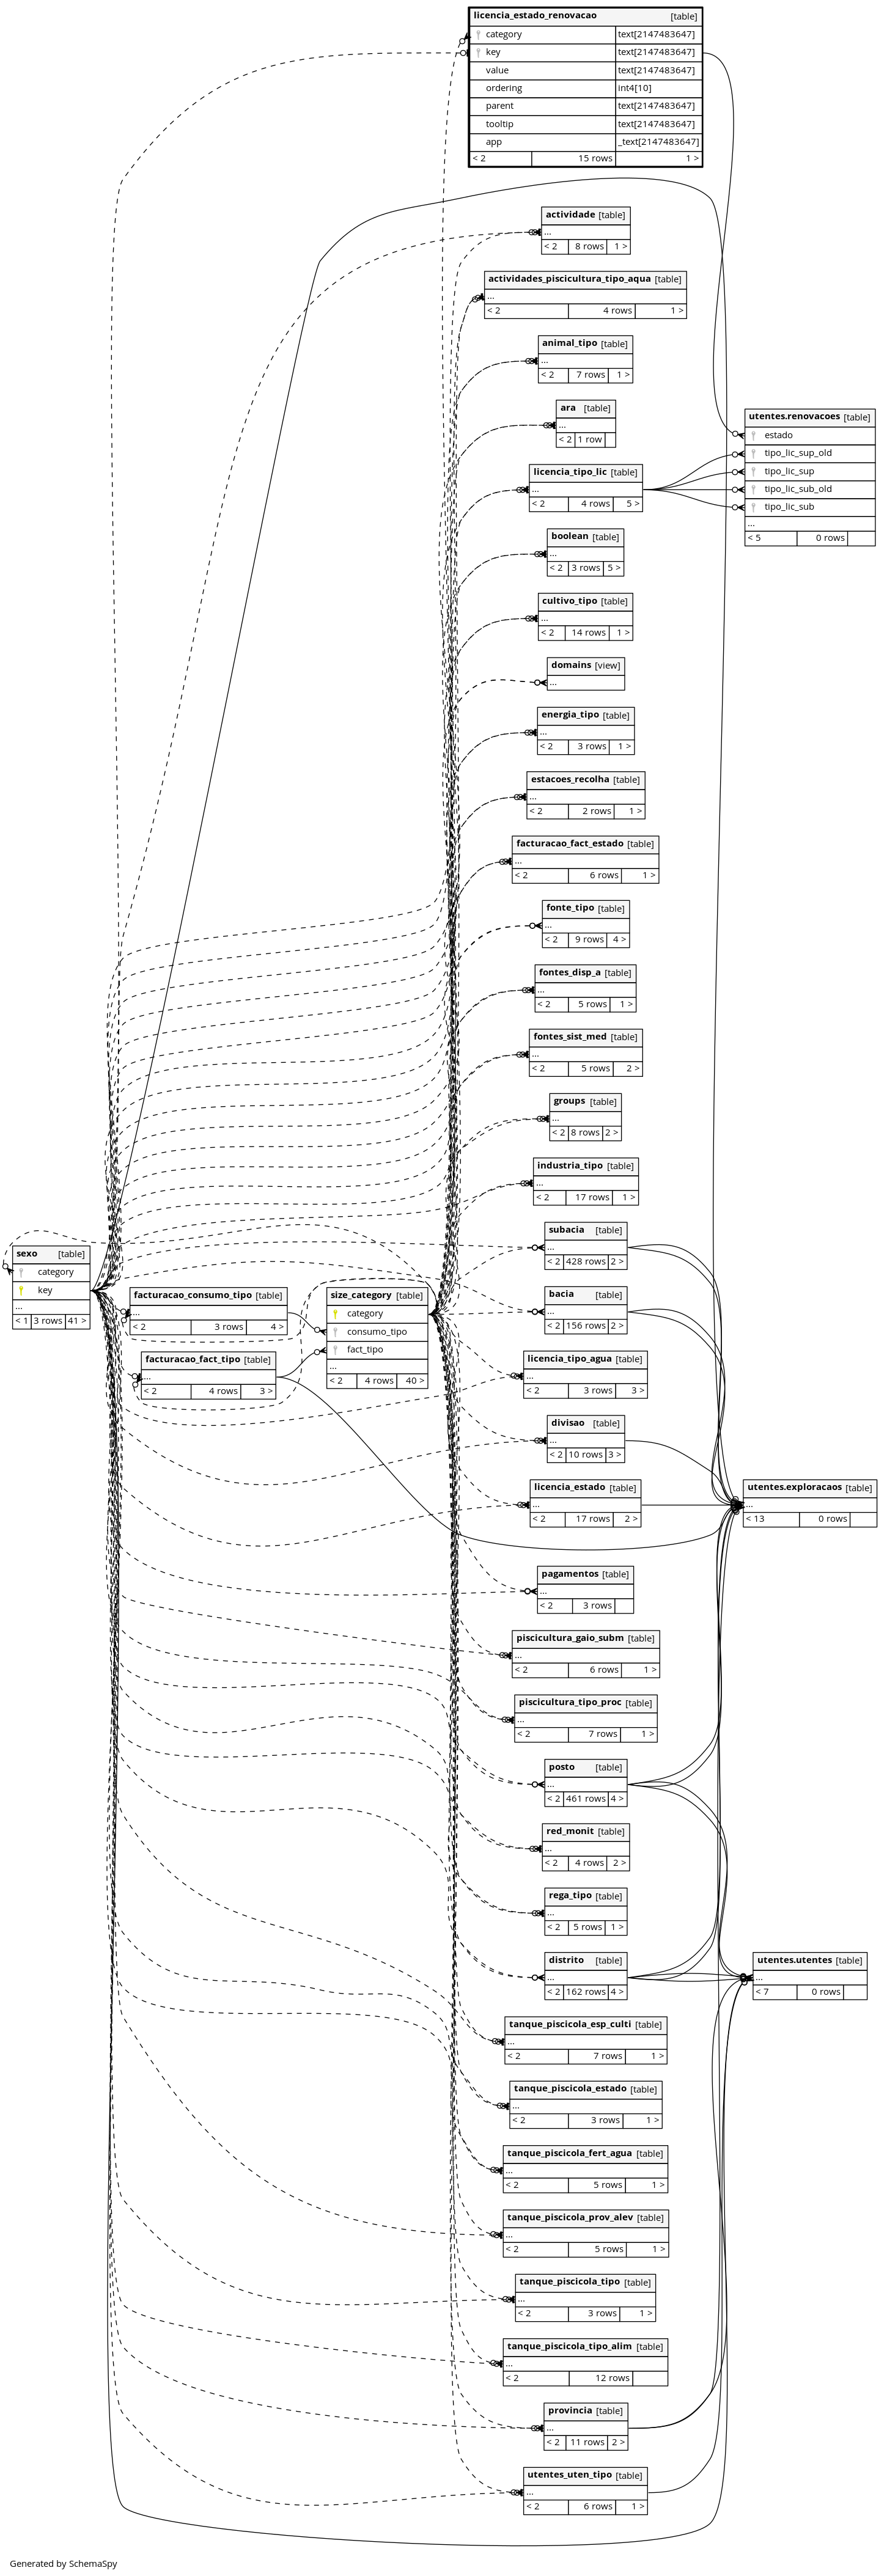 licencia_estado_renovacao [table]
category text[2147483647]
key text[2147483647]
value text[2147483647]
ordering int4[10]
parent text[2147483647]
tooltip text[2147483647]
app _text[2147483647]
< 2 15 rows 1 >
actividade [table]
...
< 2 8 rows 1 >
actividades_piscicultura_tipo_aqua [table]
...
< 2 4 rows 1 >
animal_tipo [table]
...
< 2 7 rows 1 >
ara [table]
...
< 2 1 row
utentes.renovacoes [table]
estado
tipo_lic_sup_old
tipo_lic_sup
tipo_lic_sub_old
tipo_lic_sub
...
< 5 0 rows
licencia_tipo_lic [table]
...
< 2 4 rows 5 >
boolean [table]
...
< 2 3 rows 5 >
cultivo_tipo [table]
...
< 2 14 rows 1 >
domains [view]
...
energia_tipo [table]
...
< 2 3 rows 1 >
estacoes_recolha [table]
...
< 2 2 rows 1 >
facturacao_fact_estado [table]
...
< 2 6 rows 1 >
fonte_tipo [table]
...
< 2 9 rows 4 >
fontes_disp_a [table]
...
< 2 5 rows 1 >
fontes_sist_med [table]
...
< 2 5 rows 2 >
groups [table]
...
< 2 8 rows 2 >
industria_tipo [table]
...
< 2 17 rows 1 >
subacia [table]
...
< 2 428 rows 2 >
sexo [table]
category
key
...
< 1 3 rows 41 >
facturacao_consumo_tipo [table]
...
< 2 3 rows 4 >
facturacao_fact_tipo [table]
...
< 2 4 rows 3 >
size_category [table]
category
consumo_tipo
fact_tipo
...
< 2 4 rows 40 >
bacia [table]
...
< 2 156 rows 2 >
licencia_tipo_agua [table]
...
< 2 3 rows 3 >
divisao [table]
...
< 2 10 rows 3 >
licencia_estado [table]
...
< 2 17 rows 2 >
utentes.exploracaos [table]
...
< 13 0 rows
pagamentos [table]
...
< 2 3 rows
piscicultura_gaio_subm [table]
...
< 2 6 rows 1 >
piscicultura_tipo_proc [table]
...
< 2 7 rows 1 >
posto [table]
...
< 2 461 rows 4 >
red_monit [table]
...
< 2 4 rows 2 >
rega_tipo [table]
...
< 2 5 rows 1 >
distrito [table]
...
< 2 162 rows 4 >
utentes.utentes [table]
...
< 7 0 rows
tanque_piscicola_esp_culti [table]
...
< 2 7 rows 1 >
tanque_piscicola_estado [table]
...
< 2 3 rows 1 >
tanque_piscicola_fert_agua [table]
...
< 2 5 rows 1 >
tanque_piscicola_prov_alev [table]
...
< 2 5 rows 1 >
tanque_piscicola_tipo [table]
...
< 2 3 rows 1 >
tanque_piscicola_tipo_alim [table]
...
< 2 12 rows
provincia [table]
...
< 2 11 rows 2 >
utentes_uten_tipo [table]
...
< 2 6 rows 1 >
Generated by SchemaSpy